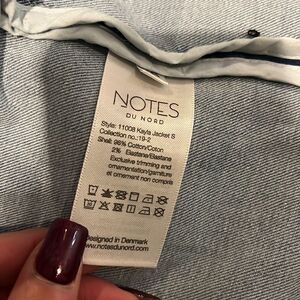 NOTES
DU NORD
Style: 11008 Kayla Jacket S
Collection no.:19-2
Shell: 98% Cotton/Coton
2% Elastane/Elastane
Exclusive trimming and
ornamentation/garniture
et ornement non compris
Designed in Denmark
www.notesdunord.com